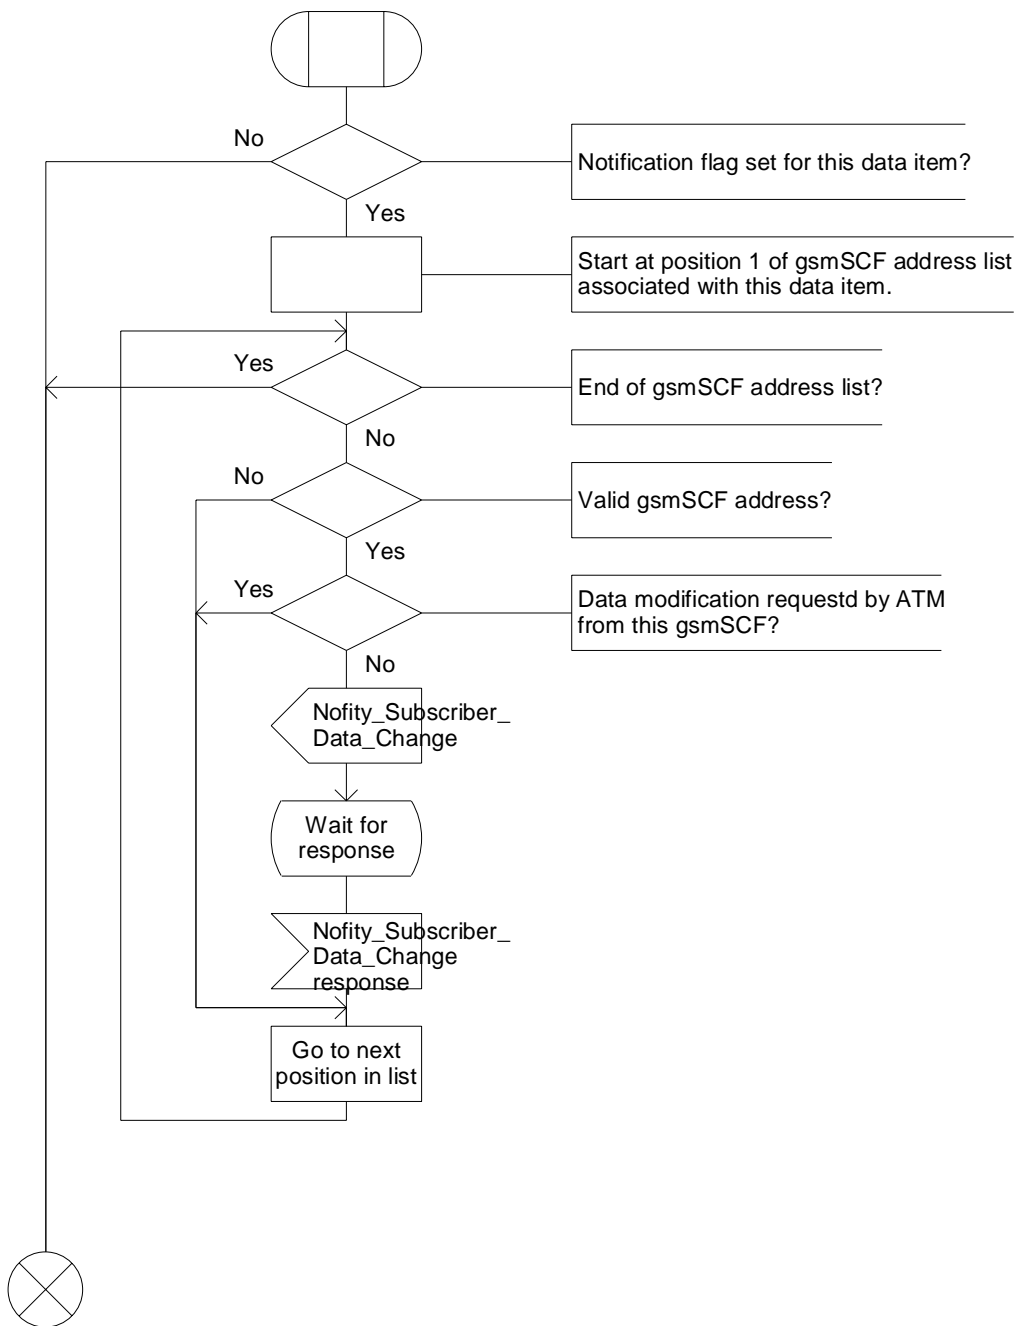 No
Notification flag set for this data item?
Yes
Start at position 1 of gsmSCF address list
associated with this data item.
Yes
End of gsmSCF address list?
No
No
Valid gsmSCF address?
Yes
Yes
Data modification requestd by ATM
from this gsmSCF?
No
Nofity_Subscriber_
Data_Change
Wait for
response
Nofity_Subscriber_
Data_Change
response
Go to next
position in list